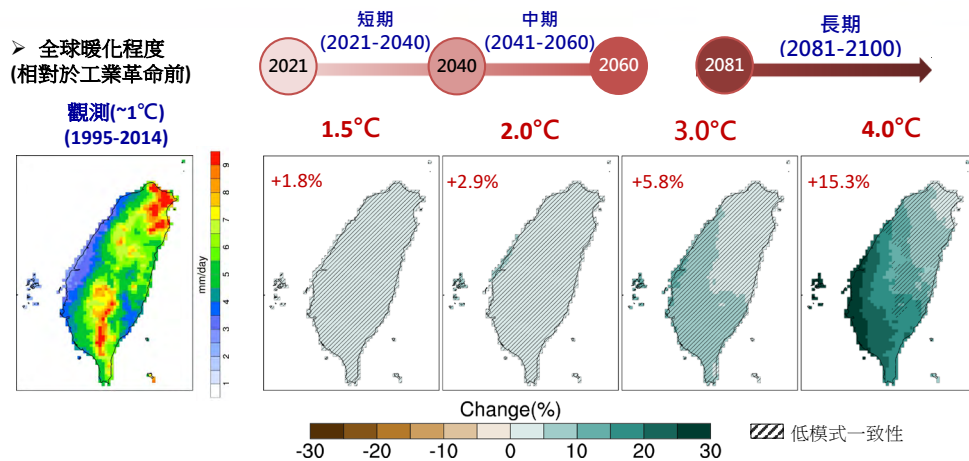 短期
(2021-2040)
中期
(2041-2060)
長期
(2081-2100)
➤ 全球暖化程度
(相對於工業革命前)
2021
2040
2060
2081
觀測(~1℃)
(1995-2014)
1.5°C
2.0°C
3.0°C
4.0°C
+1.8%
+2.9%
+5.8%
+15.3%
9
8
7
6
5
4
3
2
1
mm/day
Change(%)
-30 -20 -10 0 10 20 30
低模式一致性